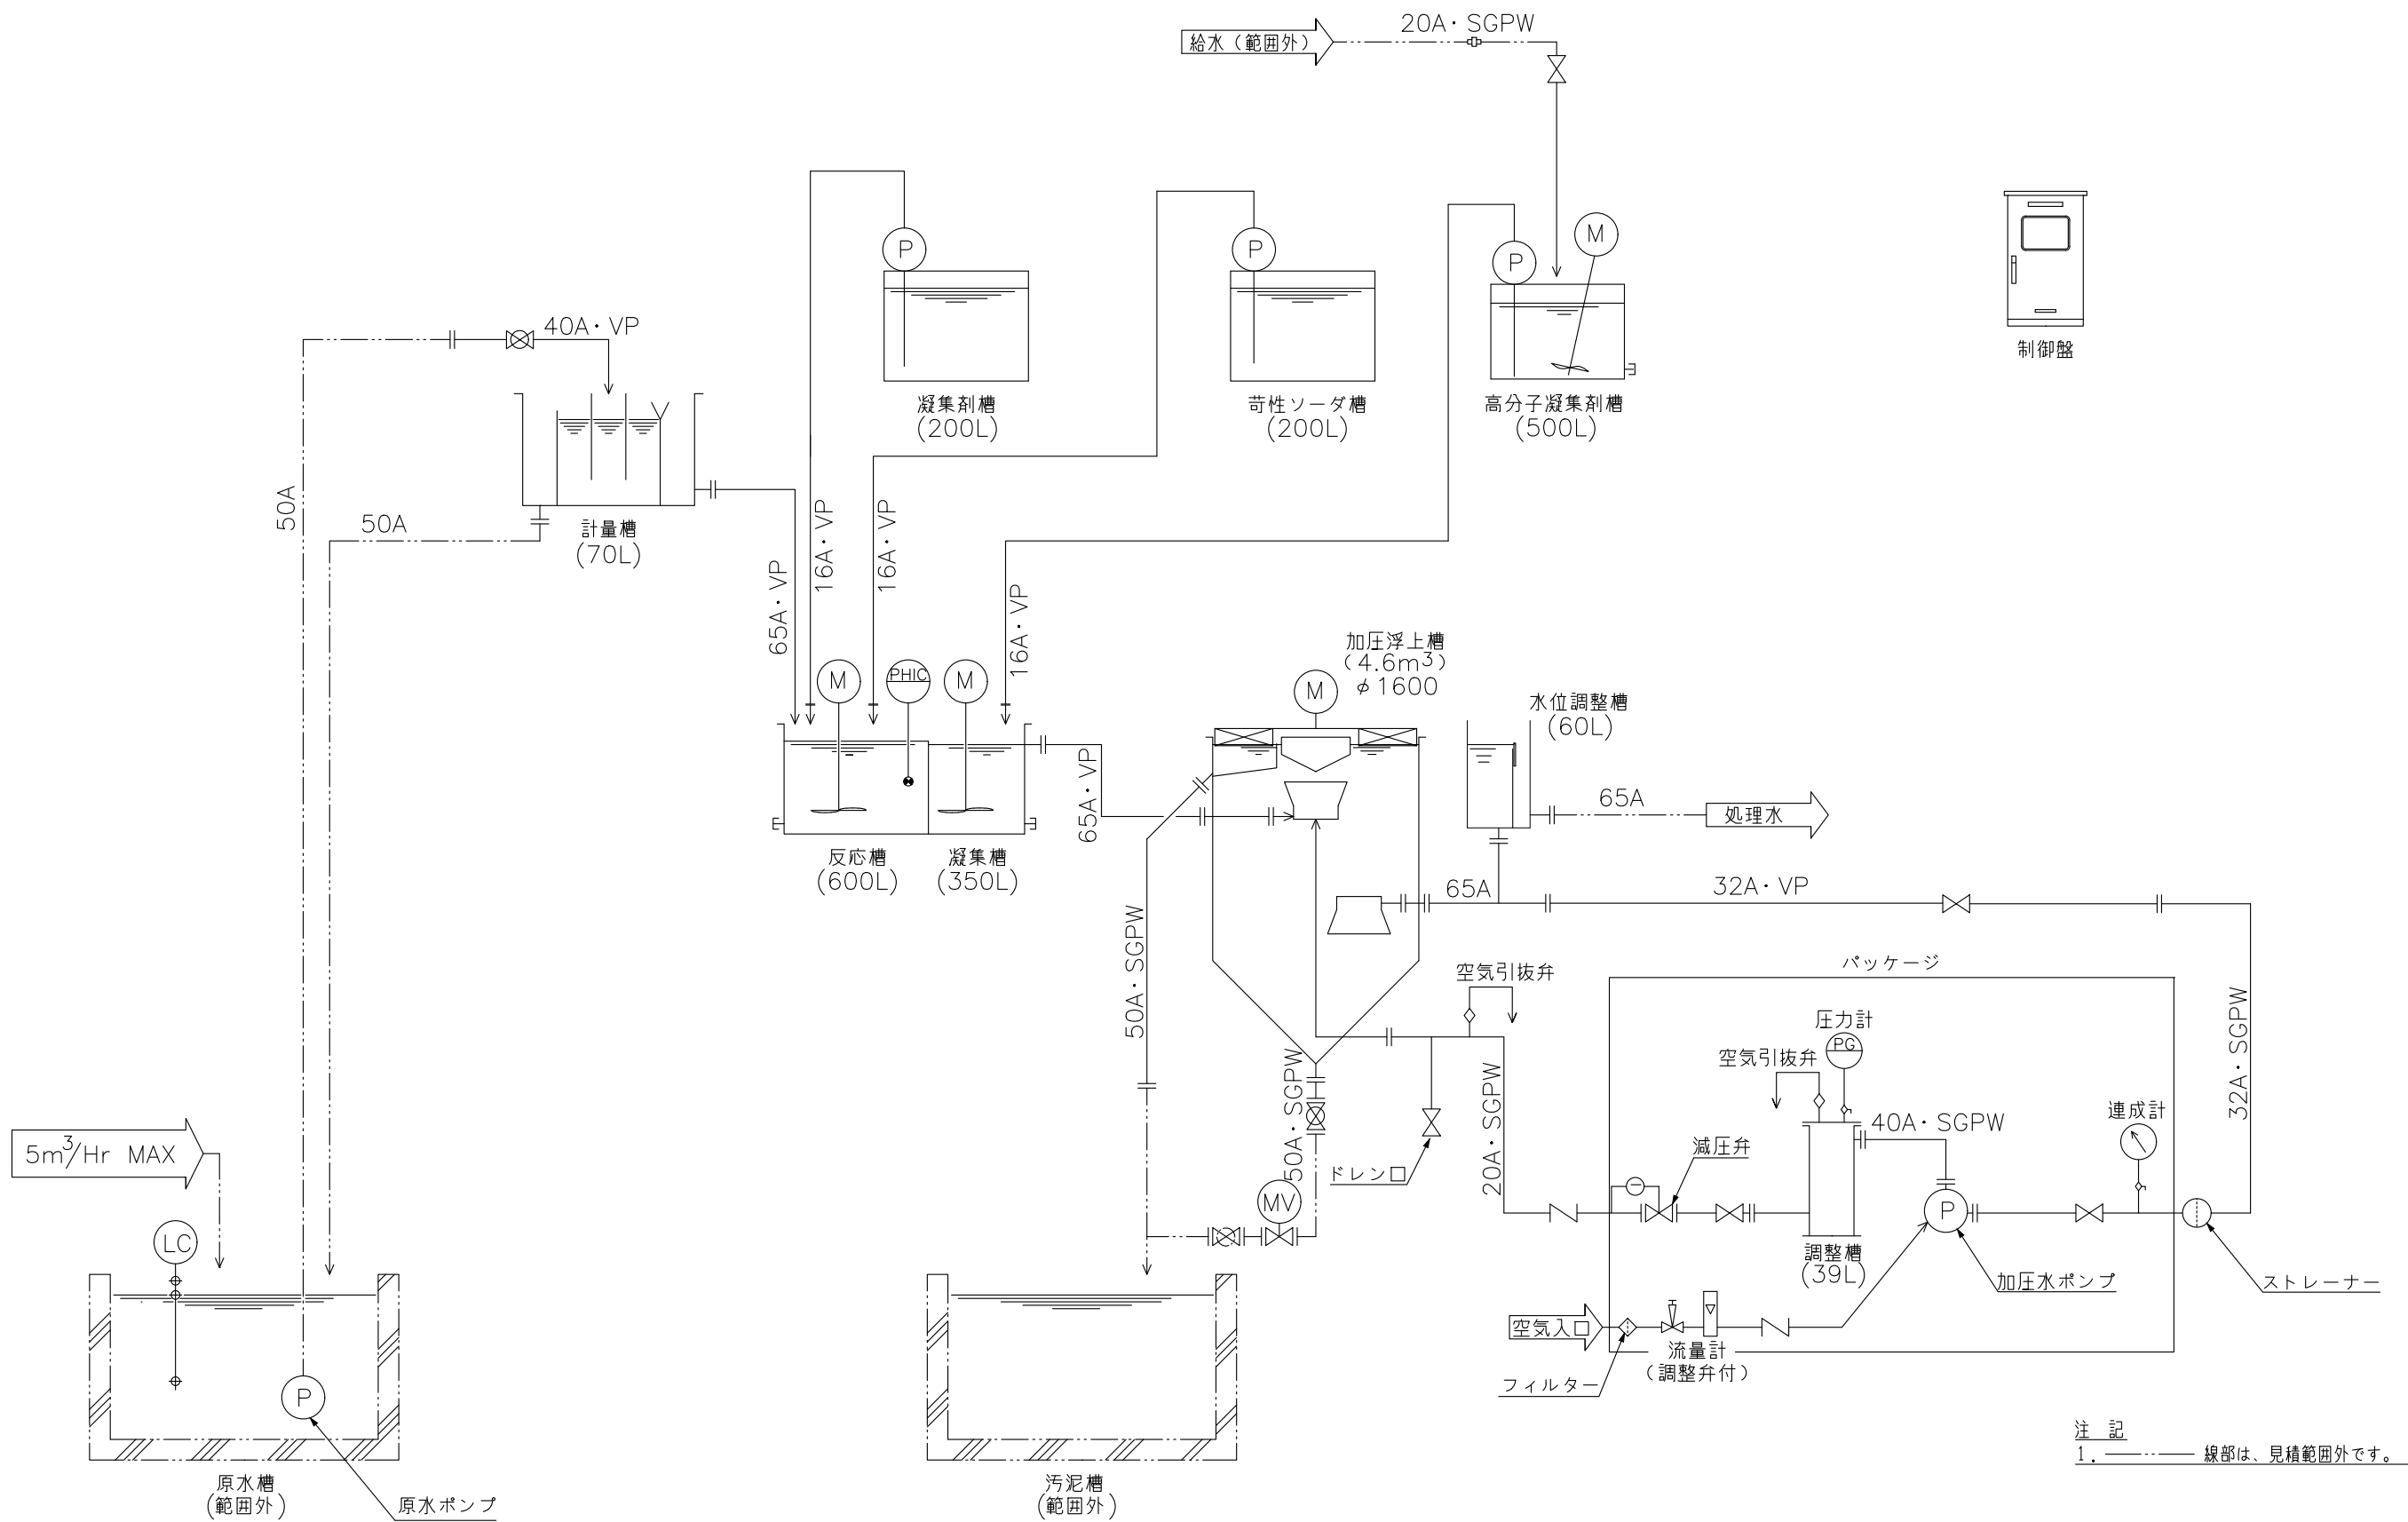 20A・SGPW
給水（範囲外）
P
P
P
M
40A・VP
制御盤
凝集剤槽
(200L)
苛性ソーダ槽
(200L)
高分子凝集剤槽
(500L)
50A
50A
計量槽
(70L)
65A・VP
16A・VP
16A・VP
16A・VP
M
PHIC
M
加圧浮上槽
(4.6m3)
φ1600
M
水位調整槽
(60L)
65A・VP
65A
処理水
反応槽
(600L)
凝集槽
(350L)
65A
32A・VP
50A・SGPW
空気引抜弁
パッケージ
32A・SGPW
圧力計
PG
空気引抜弁
50A・SGPW
20A・SGPW
40A・SGPW
連成計
5m3/Hr MAX
減圧弁
ドレン口
MV
P
LC
調整槽
(39L)
加圧水ポンプ
ストレーナー
空気入口
流量計
(調整弁付)
フィルター
P
原水槽
(範囲外)
原水ポンプ
汚泥槽
(範囲外)
注　記
1. 線部は、見積範囲外です。